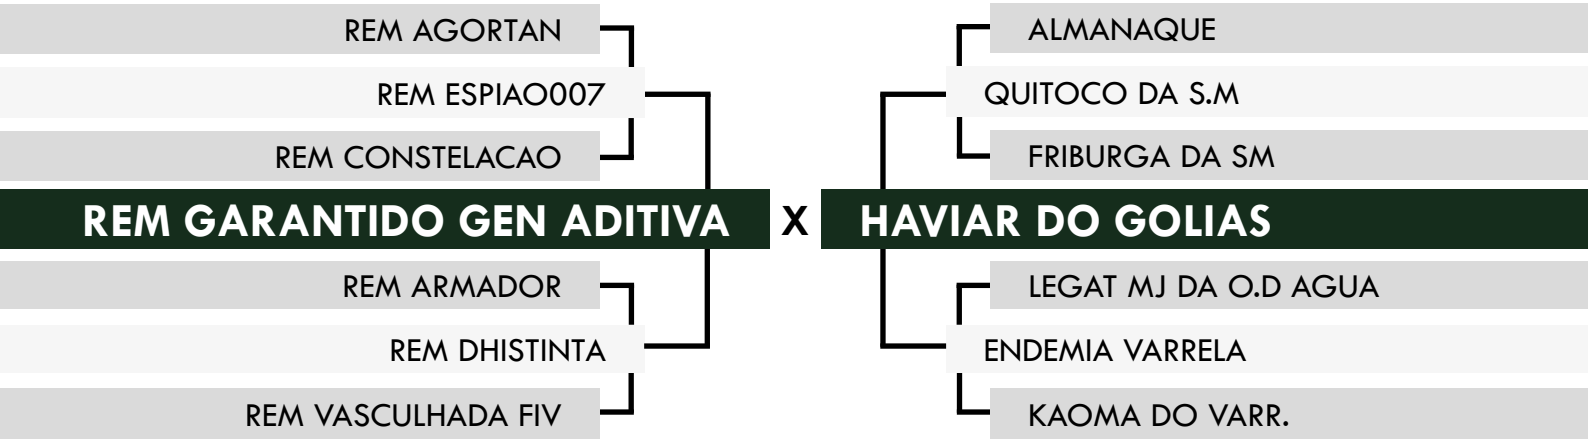 REM AGORTAN
REM ESPIAO007
REM CONSTELACAO
REM GARANTIDO GEN ADITIVA
REM ARMADOR
REM DHISTINTA
REM VASCULHADA FIV
X
ALMANAQUE
QUITOCO DA S.M
FRIBURGA DA SM
HAVIAR DO GOLIAS
LEGAT MJ DA O.D AGUA
ENDEMIA VARRELA
KAOMA DO VARR.